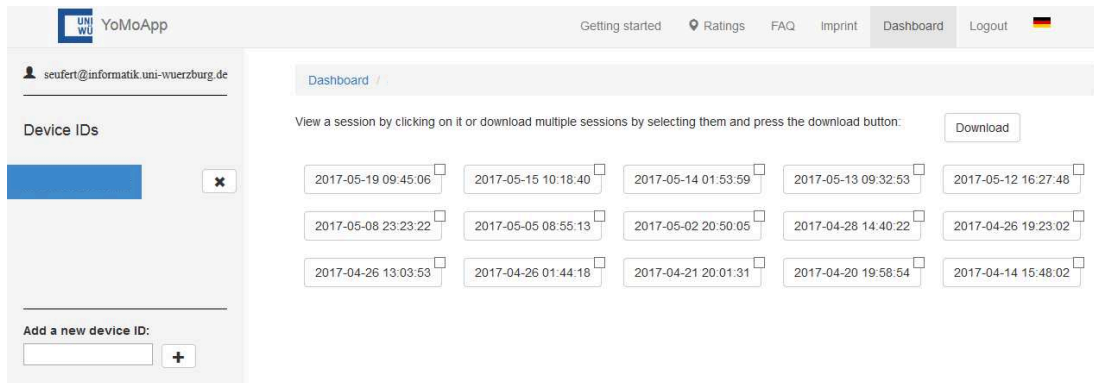 UNI WÜ YoMoApp Getting started Ratings FAQ Imprint Dashboard Logout
seufert@informatik.uni-wuerzburg.de
Dashboard /
Device IDs
View a session by clicking on it or download multiple sessions by selecting them and press the download button: Download
2017-05-19 09:45:06 2017-05-15 10:18:40 2017-05-14 01:53:59 2017-05-13 09:32:53 2017-05-12 16:27:48
2017-05-08 23:23:22 2017-05-05 08:55:13 2017-05-02 20:50:05 2017-04-28 14:40:22 2017-04-26 19:23:02
2017-04-26 13:03:53 2017-04-26 01:44:18 2017-04-21 20:01:31 2017-04-20 19:58:54 2017-04-14 15:48:02
Add a new device ID: